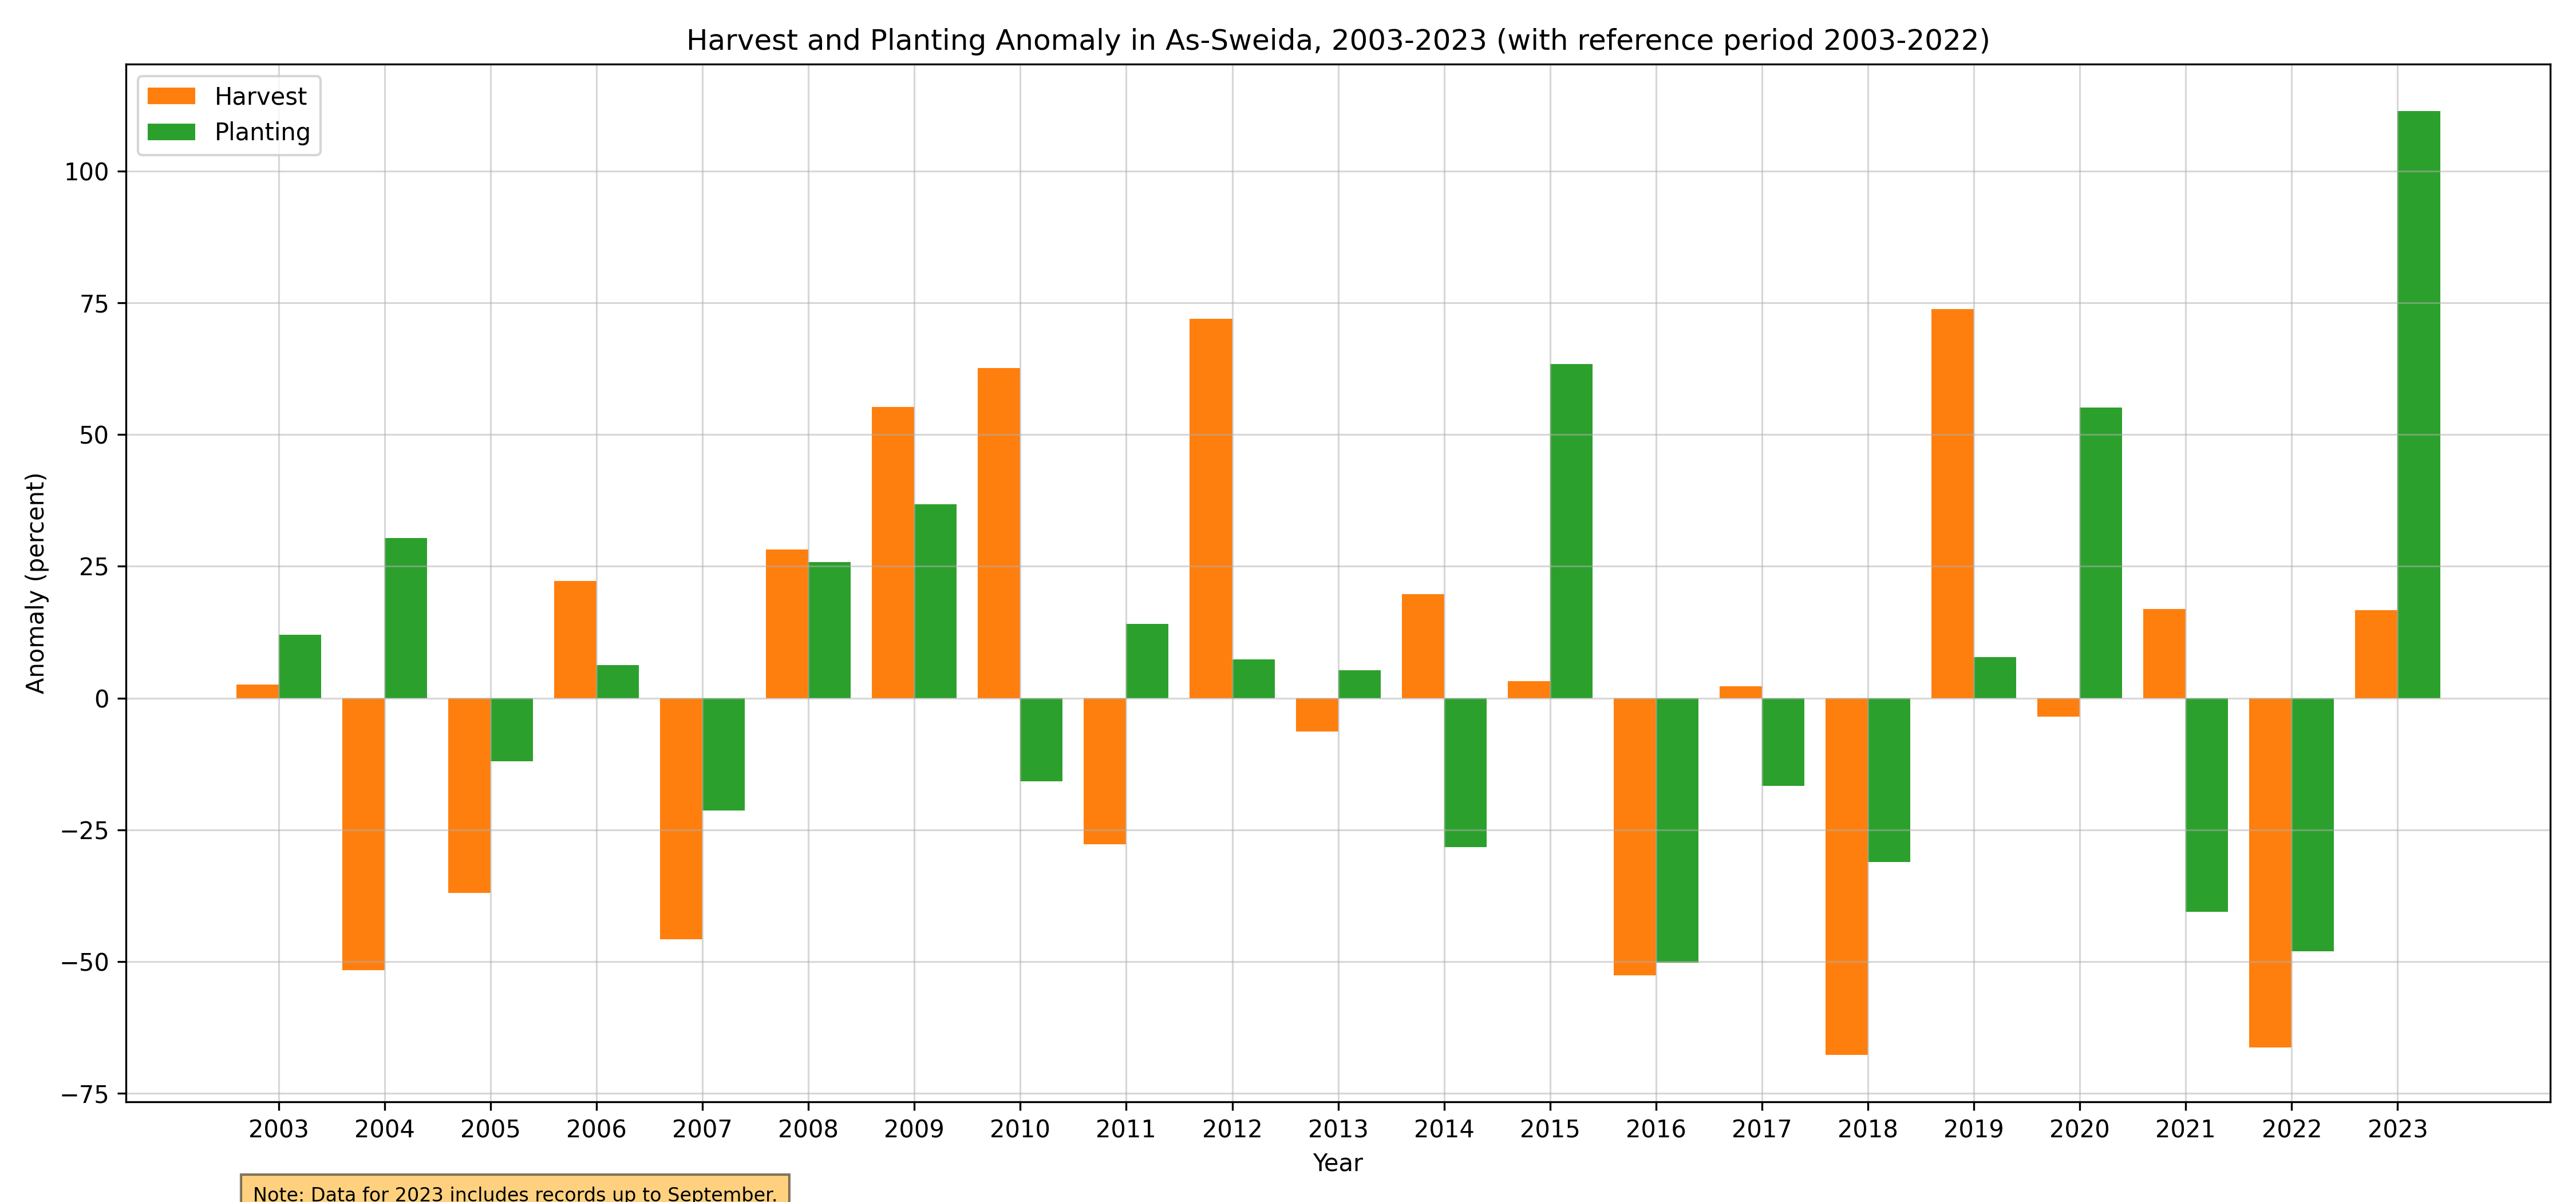 Harvest and Planting Anomaly in As-Sweida, 2003-2023 (with reference period 2003-2022)
Harvest
Planting
100
75
50
25
0
−25
−50
−75
Anomaly (percent)
2003 2004 2005 2006 2007 2008 2009 2010 2011 2012 2013 2014 2015 2016 2017 2018 2019 2020 2021 2022 2023
Year
Note: Data for 2023 includes records up to September.